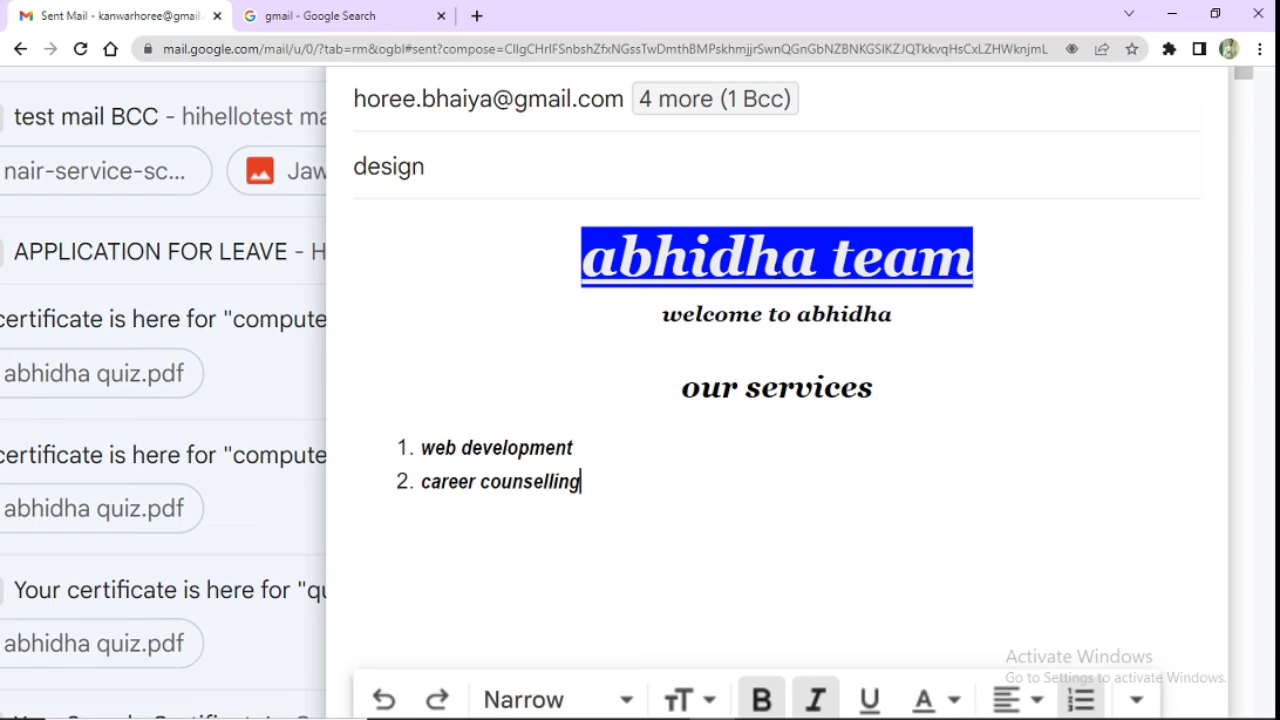 Sent Mail - kanwarhoree@gmail.
gmail - Google Search
mail.google.com/mail/u/0/?tab=rm&ogbl#sent?compose=CllgCHrlFSnbshZfxNGssTwDmthBMPskhmjjrSwnQGnGbNZBNKGSlKZJQTkkvqHsCxLZHWknjmL
test mail BCC - hihellotest ma
nair-service-sc...
Jaw
APPLICATION FOR LEAVE - H
certificate is here for "compute
abhidha quiz.pdf
certificate is here for "compute
abhidha quiz.pdf
Your certificate is here for "qu
abhidha quiz.pdf
horee.bhaiya@gmail.com 4 more (1 Bcc)
design
abhidha team
welcome to abhidha
our services
1. web development
2. career counselling
Activate Windows
Go to Settings to activate Windows.
Narrow
B I U A